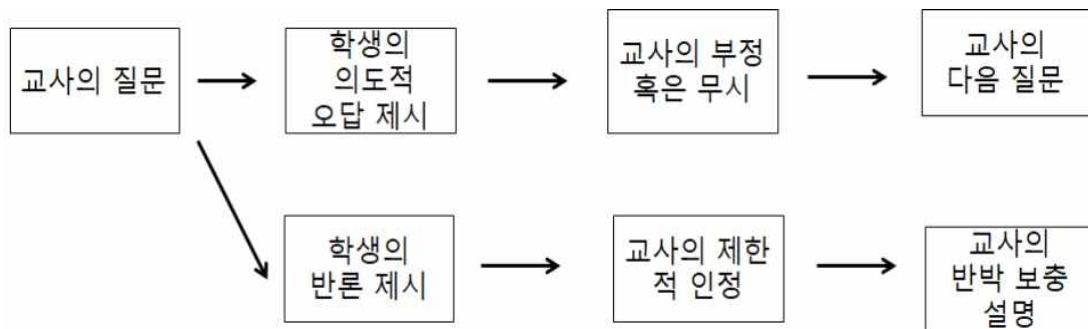 교사의 질문
학생의
의도적
오답 제시
교사의 부정
혹은 무시
교사의
다음 질문
학생의
반론 제시
교사의 제한
적 인정
교사의
반박 보충
설명